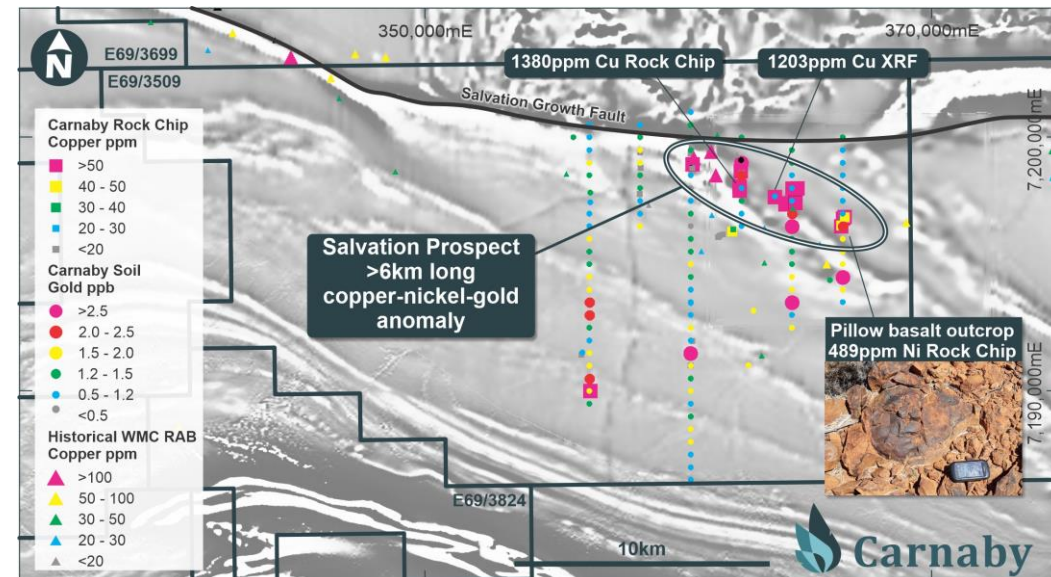 350,000mE
370,000mE
N
E69/3699
E69/3509
1380ppm Cu Rock Chip
1203ppm Cu XRF
Salvation Growth Fault
7,200,000mE
Carnaby Rock Chip
Copper ppm
>50
40 - 50
30 - 40
20 - 30
<20
Carnaby Soil
Gold ppb
>2.5
2.0 - 2.5
1.5 - 2.0
1.2 - 1.5
0.5 - 1.2
<0.5
Historical WMC RAB
Copper ppm
>100
50 - 100
30 - 50
20 - 30
<20
Salvation Prospect
>6km long
copper-nickel-gold
anomaly
Pillow basalt outcrop
489ppm Ni Rock Chip
7,190,000mE
E69/3824
10km
Carnaby